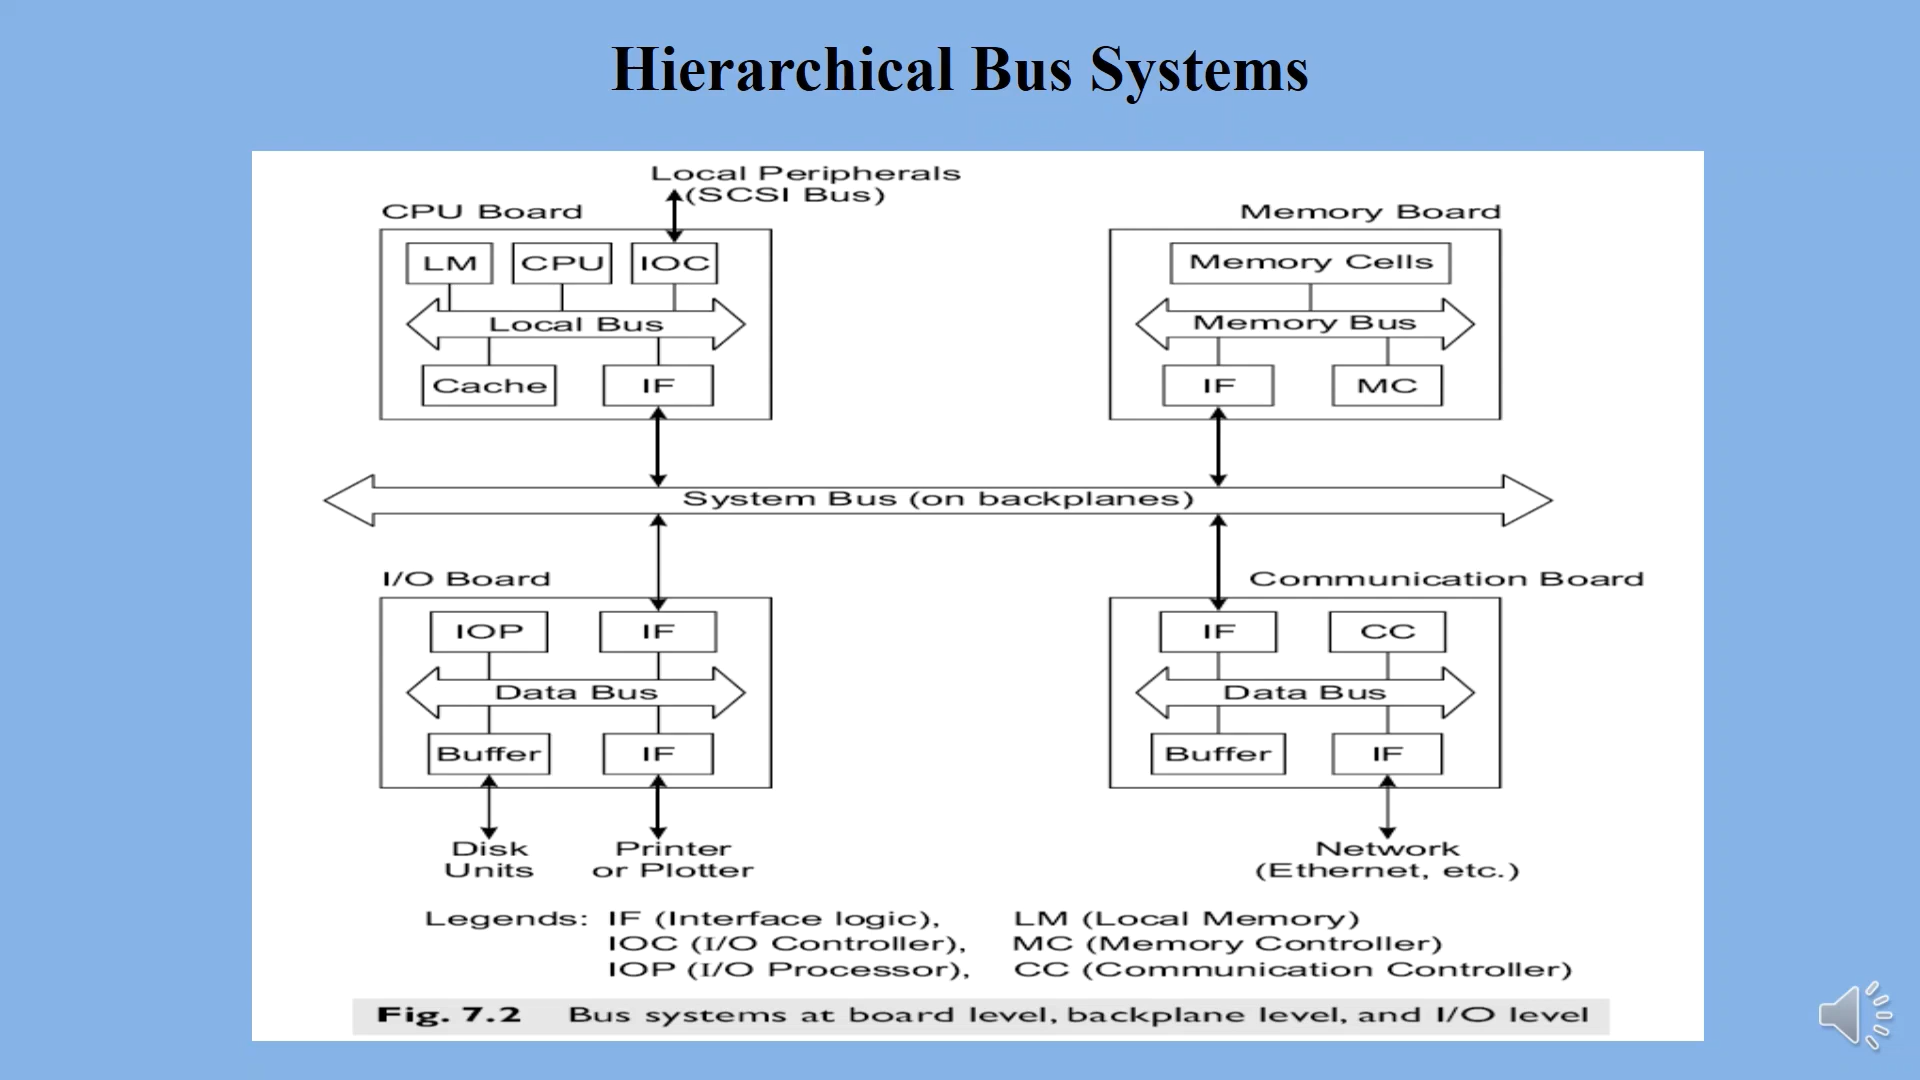 Hierarchical Bus Systems
Local Peripherals
(SCSI Bus)
CPU Board
LM
CPU
IOC
Local Bus
Cache
IF
Memory Board
Memory Cells
Memory Bus
IF
MC
System Bus (on backplanes)
I/O Board
IOP
IF
Data Bus
Buffer
IF
Disk
Units
Printer
or Plotter
Communication Board
IF
CC
Data Bus
Buffer
IF
Network
(Ethernet, etc.)
Legends: IF (Interface logic), LM (Local Memory)
IOC (I/O Controller), MC (Memory Controller)
IOP (I/O Processor), CC (Communication Controller)
Fig. 7.2 Bus systems at board level, backplane level, and I/O level